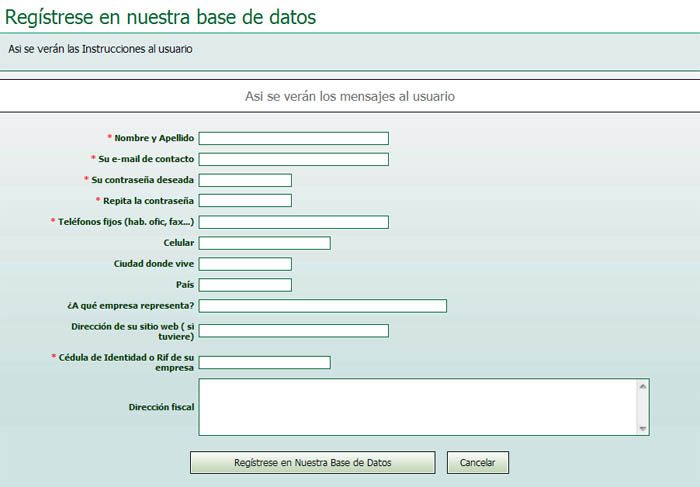 Regístrese en nuestra base de datos
Asi se verán las Instrucciones al usuario
Asi se verán los mensajes al usuario
* Nombre y Apellido
* Su e-mail de contacto
* Su contraseña deseada
* Repita la contraseña
* Teléfonos fijos (hab. ofic, fax...)
Celular
Ciudad donde vive
País
¿A qué empresa representa?
Dirección de su sitio web ( si
tuviere)
* Cédula de Identidad o Rif de su
empresa
Dirección fiscal
Regístrese en Nuestra Base de Datos
Cancelar